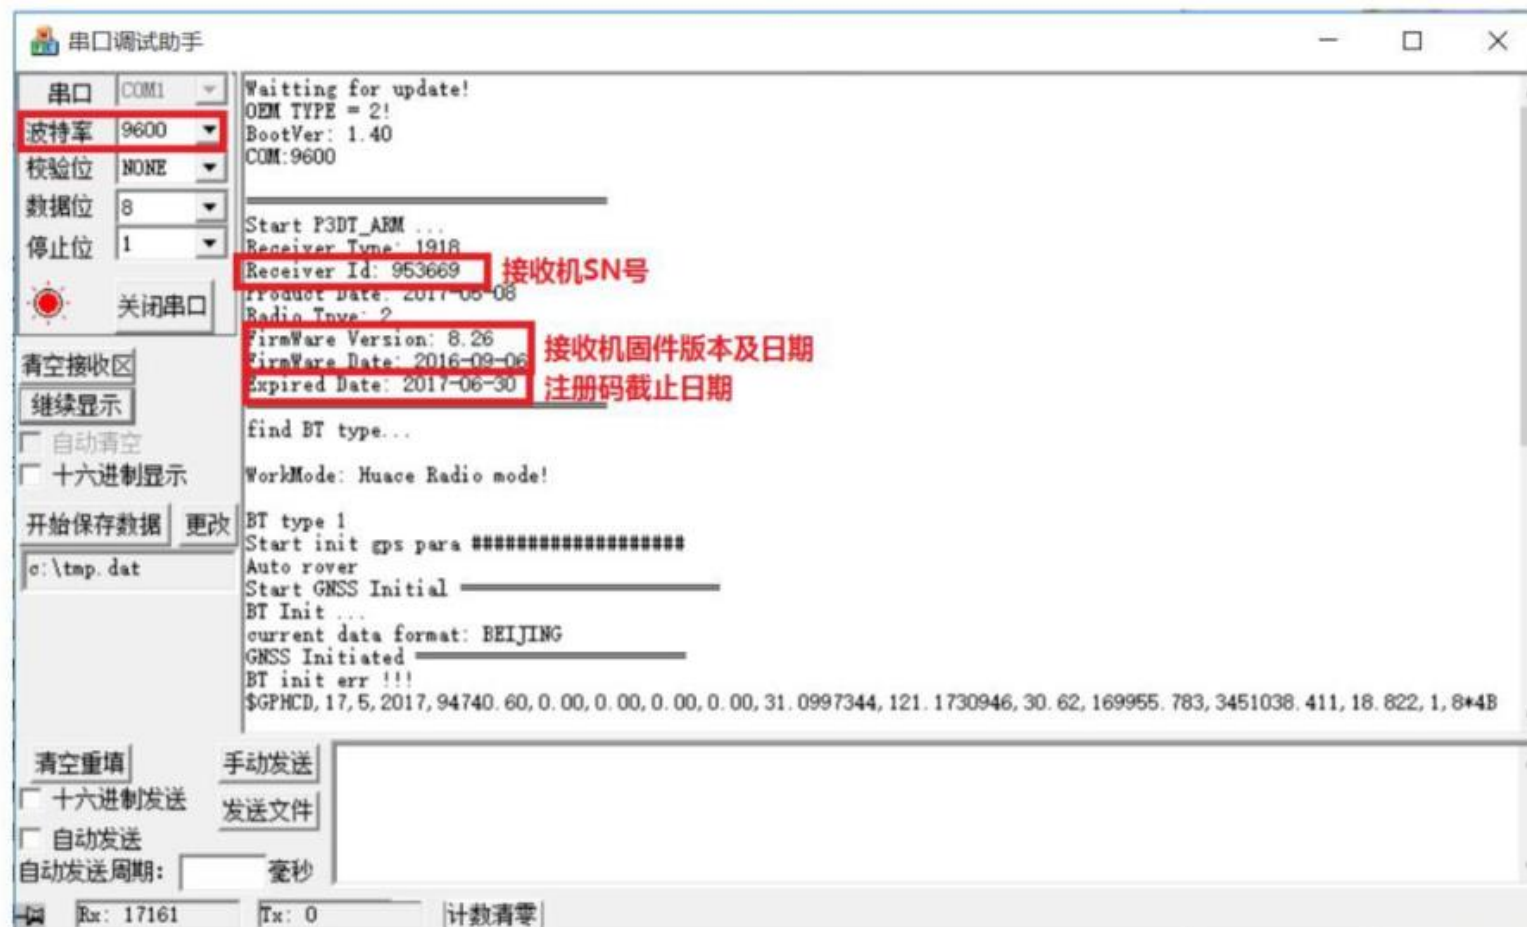 串口调试助手
串口 COM1
波特率 9600
校验位 NONE
数据位 8
停止位 1
关闭串口
清空接收区
继续显示
自动清空
十六进制显示
开始保存数据 更改
c:\tmp.dat
Waitting for update!
OEM TYPE = 2!
BootVer: 1.40
COM:9600
Start P3DT_ARM ...
Receiver Type: 1918
Receiver Id: 953669 接收机SN号
Product Date: 2017-05-08
Radio Tpye: 2
FirmWare Version: 8.26
接收机固件版本及日期
FirmWare Date: 2016-09-06
Expired Date: 2017-06-30 注册码截止日期
find BT type...
WorkMode: Huace Radio mode!
BT type 1
Start init gps para ###################
Auto rover
Start GNSS Initial
BT Init ...
current data format: BEIJING
GNSS Initiated
BT init err !!!
$GPHCD,17,5,2017,94740.60,0.00,0.00,0.00,0.00,31.0997344,121.1730946,30.62,169955.783,3451038.411,18.822,1,8*4B
清空重填 手动发送
十六进制发送
发送文件
自动发送
自动发送周期: 毫秒
Rx: 17161 Tx: 0 计数清零